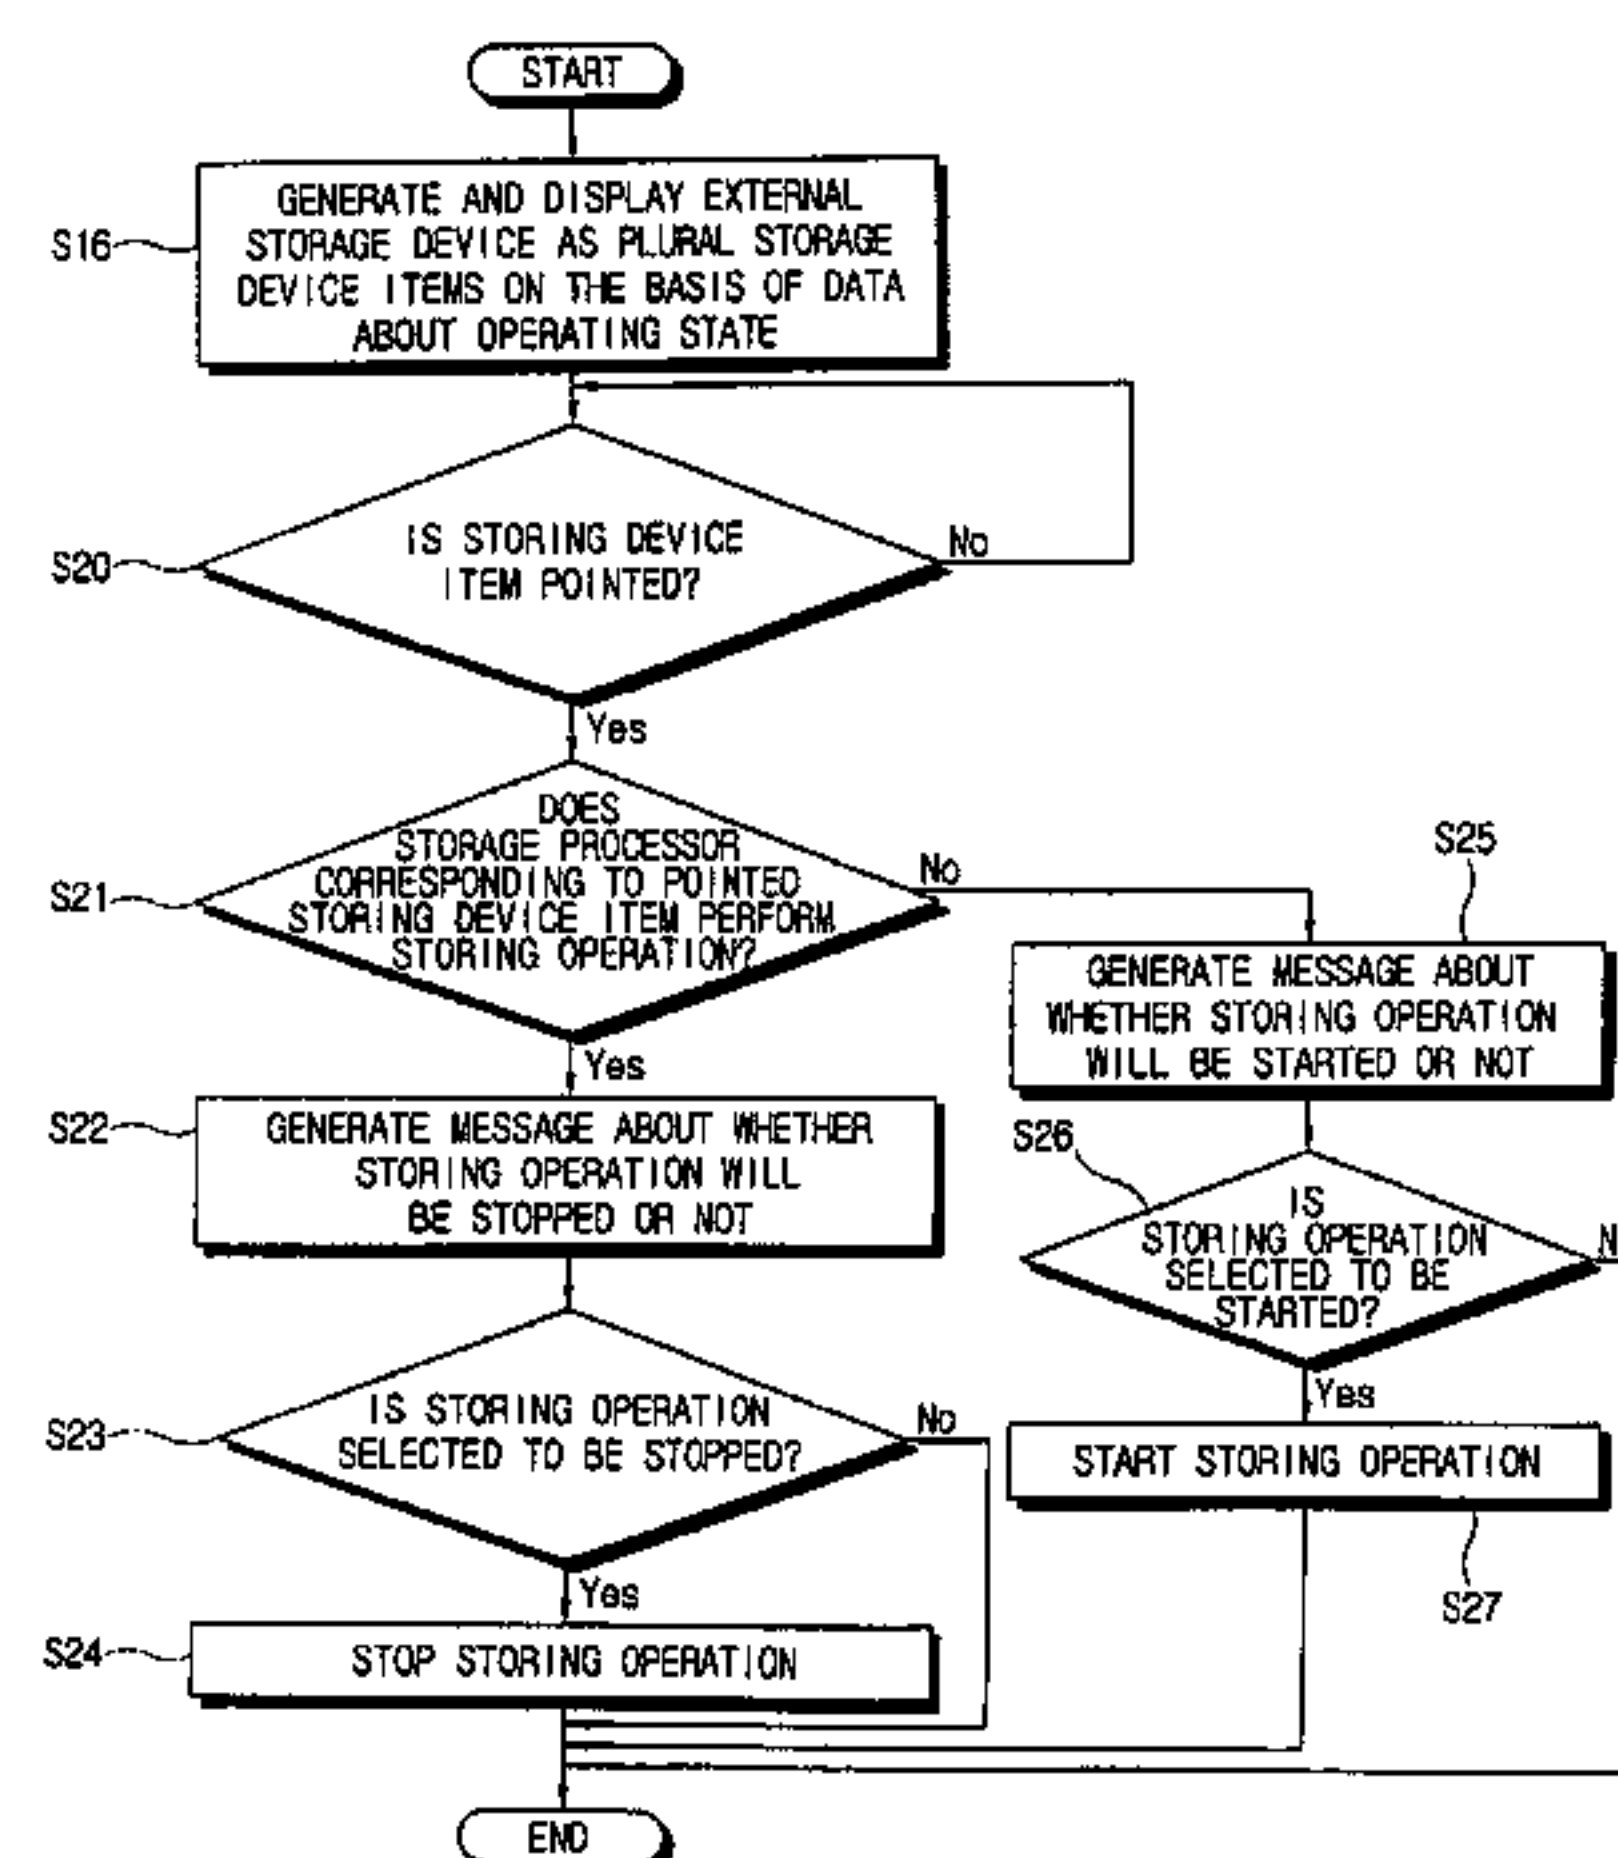 START
GENERATE AND DISPLAY EXTERNAL
STORAGE DEVICE AS PLURAL STORAGE
DEVICE ITEMS ON THE BASIS OF DATA
ABOUT OPERATING STATE
S16
IS STORING DEVICE
ITEM POINTED?
No
S20
Yes
DOES
STORAGE PROCESSOR
CORRESPONDING TO POINTED
STORING DEVICE ITEM PERFORM
STORING OPERATION?
No
S21
Yes
S25
GENERATE MESSAGE ABOUT
WHETHER STORING OPERATION
WILL BE STARTED OR NOT
S22
GENERATE MESSAGE ABOUT WHETHER
STORING OPERATION WILL
BE STOPPED OR NOT
S26
IS
STORING OPERATION
SELECTED TO BE
STARTED?
Yes
S23
IS STORING OPERATION
SELECTED TO BE STOPPED?
No
START STORING OPERATION
S27
Yes
S24
STOP STORING OPERATION
END